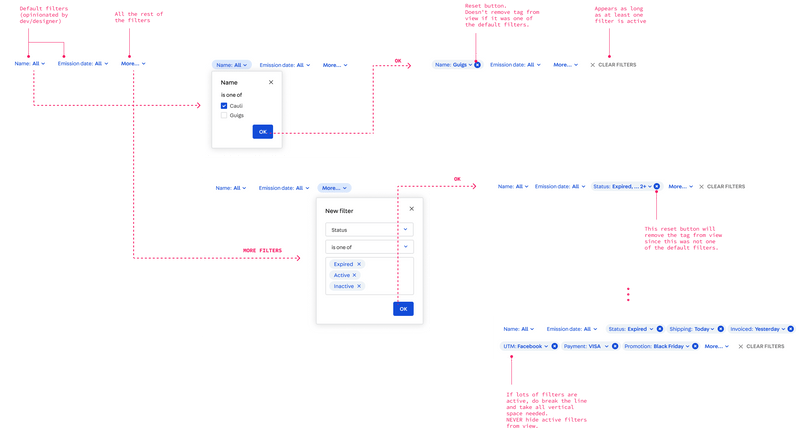 Default filters
(opinionated by
dev/designer)
All the rest of
the filters
Reset button.
Doesn't remove tag from
view if it was one of
the default filters.
Appears as long
as at least one
filter is active
Name: All
Emission date: All
More...
Name: All
Emission date: All
More...
OK
Name: Guigs
Emission date: All
More...
CLEAR FILTERS
Name
is one of
Cauli
Guigs
OK
Name: All
Emission date: All
More...
OK
Name: All
Emission date: All
Status: Expired, ... 2+
More...
CLEAR FILTERS
New filter
Status
is one of
Expired
Active
Inactive
OK
MORE FILTERS
This reset button will
remove the tag from view
since this was not one
of the default filters.
Name: All
Emission date: All
Status: Expired
Shipping: Today
Invoiced: Yesterday
UTM: Facebook
Payment: VISA
Promotion: Black Friday
More...
CLEAR FILTERS
If lots of filters are
active, do break the line
and take all vertical
space needed.
NEVER hide active filters
from view.